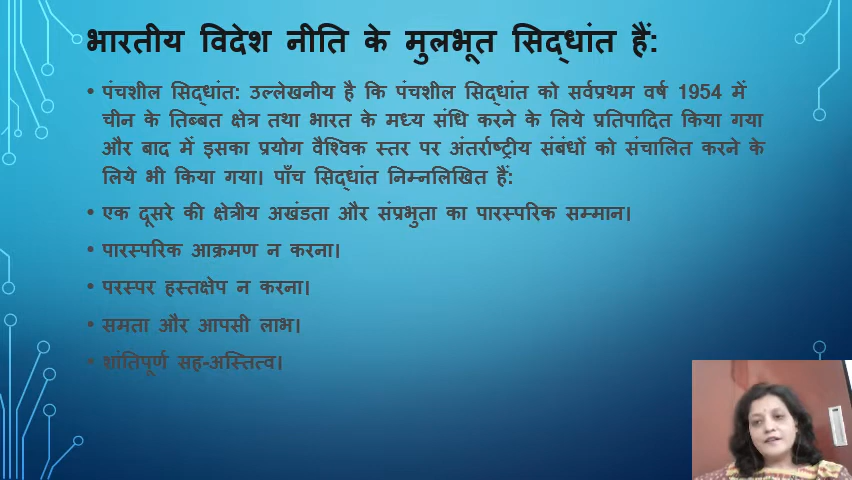 भारतीय विदेश नीति के मुलभूत सिद्धांत हैं:
• पंचशील सिद्धांत: उल्लेखनीय है कि पंचशील सिद्धांत को सर्वप्रथम वर्ष 1954 में
चीन के तिब्बत क्षेत्र तथा भारत के मध्य संधि करने के लिये प्रतिपादित किया गया
और बाद में इसका प्रयोग वैश्विक स्तर पर अंतर्राष्ट्रीय संबंधों को संचालित करने के
लिये भी किया गया। पाँच सिद्धांत निम्नलिखित हैं:
• एक दूसरे की क्षेत्रीय अखंडता और संप्रभुता का पारस्परिक सम्मान।
• पारस्परिक आक्रमण न करना।
• परस्पर हस्तक्षेप न करना।
• समता और आपसी लाभ।
• शांतिपूर्ण सह-अस्तित्व।